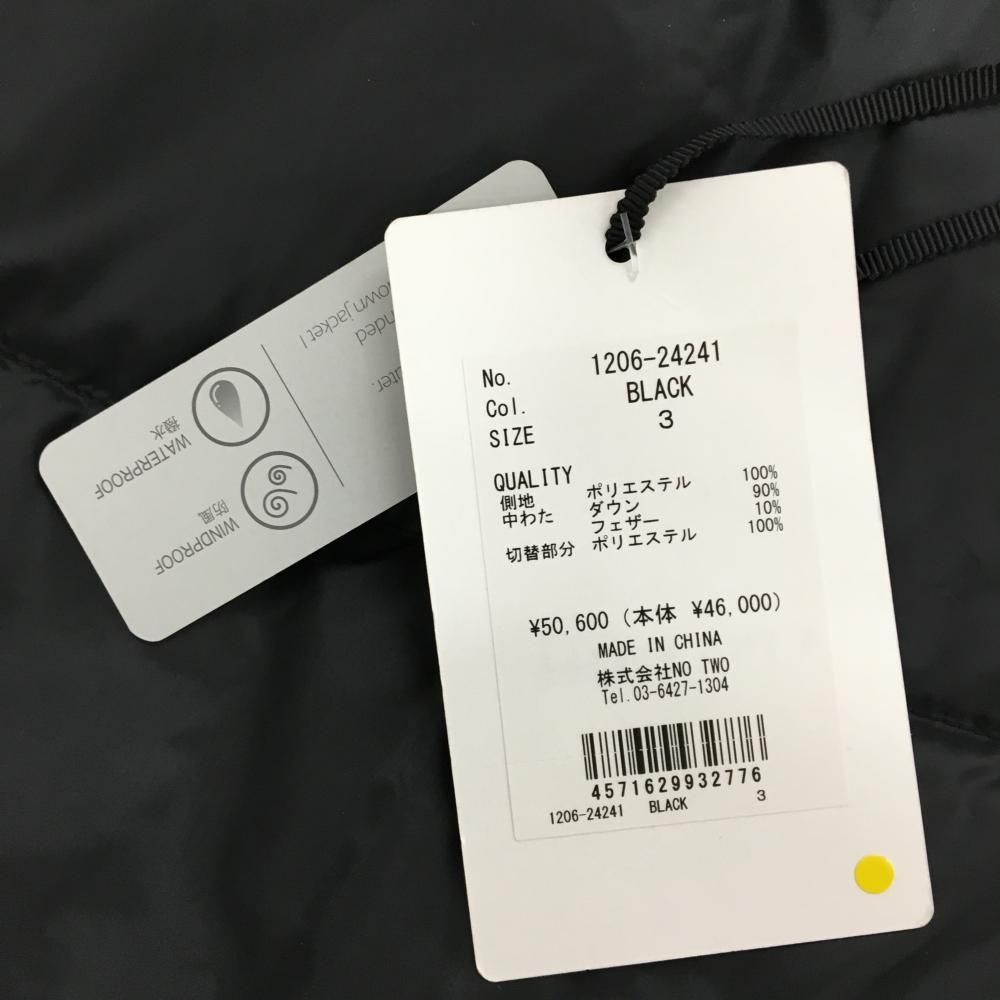 No. 1206-24241
Col. BLACK
SIZE 3
QUALITY
側地 ポリエステル 100%
中わた ダウン 90%
フェザー 10%
切替部分 ポリエステル 100%
¥50,600 (本体 ¥46,000)
MADE IN CHINA
株式会社NO TWO
Tel.03-6427-1304
4571629932776
1206-24241 BLACK 3
jacket !
WINDPROOF
防風
WATERPROOF
撥水